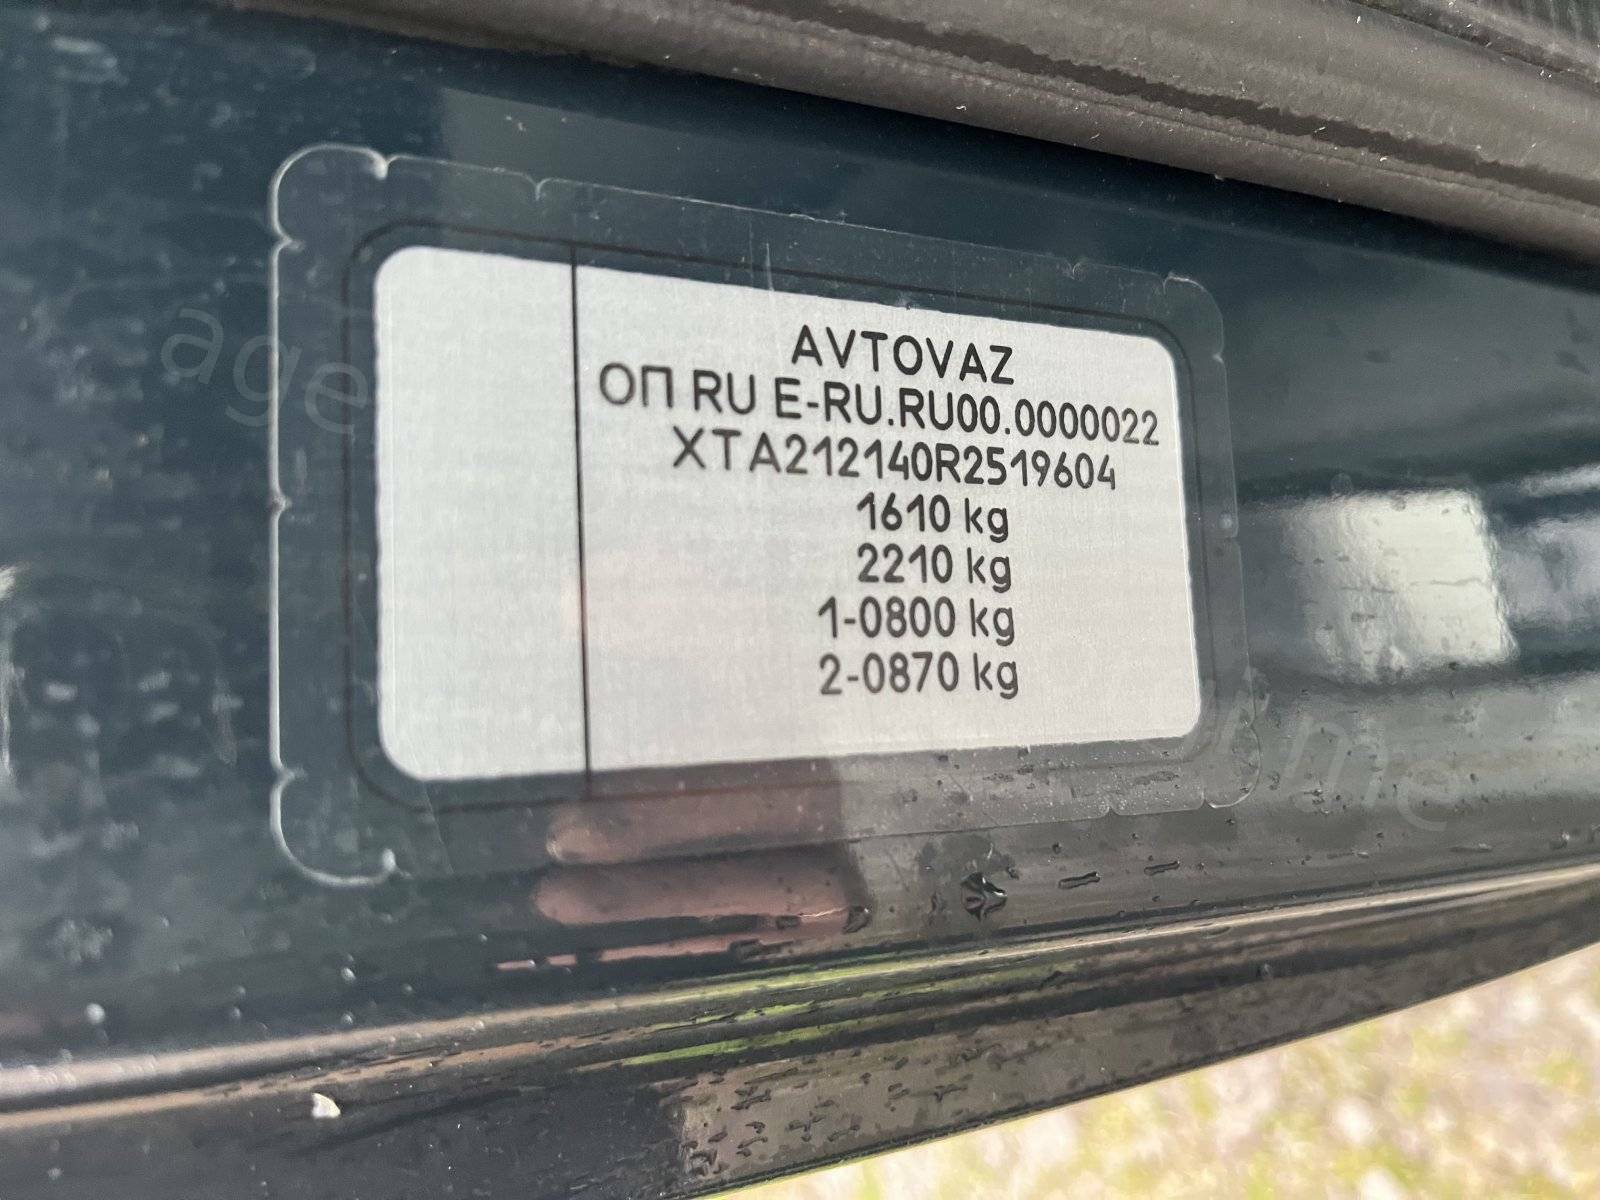 AVTOVAZ
ОП RU E-RU.RU00.0000022
XTA212140R2519604
1610 kg
2210 kg
1-0800 kg
2-0870 kg